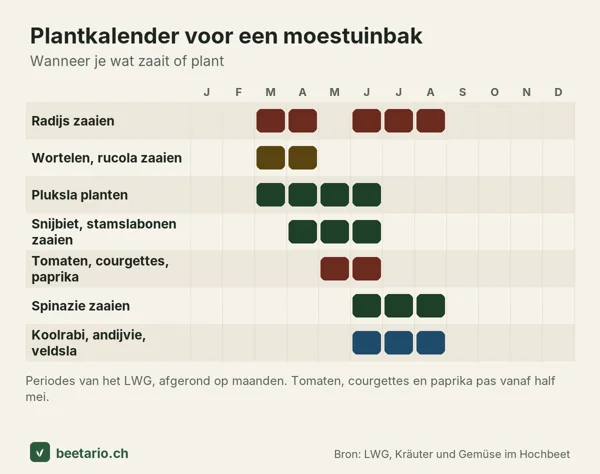 Plantkalender voor een moestuinbak
Wanneer je wat zaait of plant
J F M A M J J A S O N D
Radijs zaaien
Wortelen, rucola zaaien
Pluksla planten
Snijbiet, stamslabonen
zaaien
Tomaten, courgettes,
paprika
Spinazie zaaien
Koolrabi, andijvie,
veldsla
Periodes van het LWG, afgerond op maanden. Tomaten, courgettes en paprika pas vanaf half
mei.
beetario.ch
Bron: LWG, Kräuter und Gemüse im Hochbeet